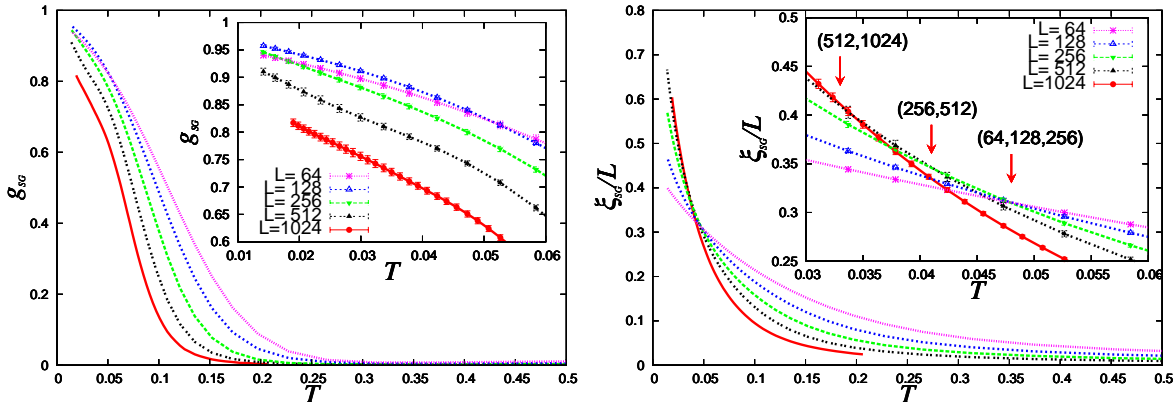 g_SG
1
0.8
0.6
0.4
0.2
0
0 0.05 0.1 0.15 0.2 0.25 0.3 0.35 0.4 0.45 0.5
T
g_SG
1
0.95
0.9
0.85
0.8
0.75
0.7
0.65
0.6
0.01 0.02 0.03 0.04 0.05 0.06
T
L= 64
L= 128
L= 256
L= 512
L=1024
ξ_SG/L
0.8
0.7
0.6
0.5
0.4
0.3
0.2
0.1
0
0 0.05 0.1 0.15 0.2 0.25 0.3 0.35 0.4 0.45 0.5
T
ξ_SG/L
0.5
0.45
0.4
0.35
0.3
0.25
0.03 0.035 0.04 0.045 0.05 0.055 0.06
T
(512,1024)
(256,512)
(64,128,256)
L= 64
L= 128
L= 256
L= 512
L=1024